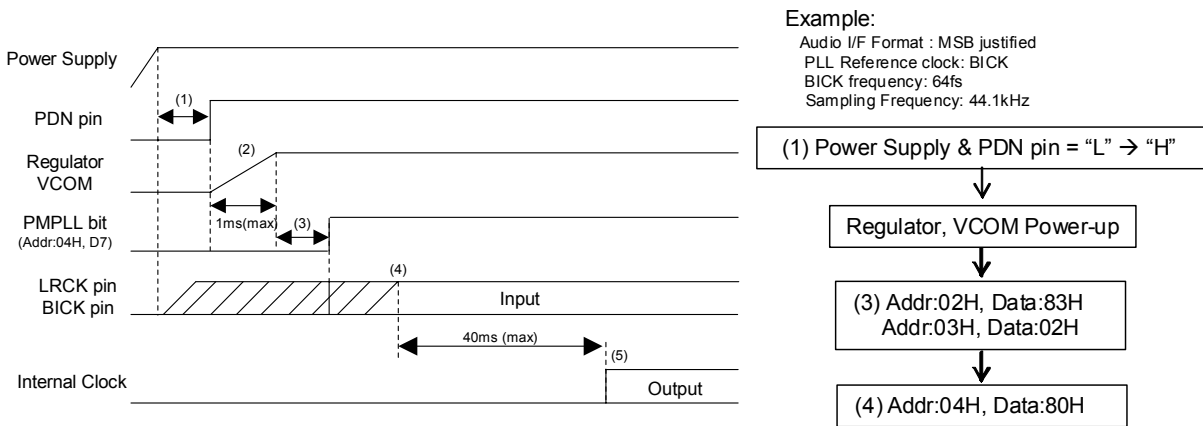 Power Supply
(1)
PDN pin
(2)
Regulator
VCOM
1ms(max)
(3)
PMPLL bit
(Addr:04H, D7)
(4)
LRCK pin
BICK pin
Input
40ms (max)
(5)
Internal Clock
Output
Example:
Audio I/F Format : MSB justified
PLL Reference clock: BICK
BICK frequency: 64fs
Sampling Frequency: 44.1kHz
(1) Power Supply & PDN pin = “L” → “H”
Regulator, VCOM Power-up
(3) Addr:02H, Data:83H
Addr:03H, Data:02H
(4) Addr:04H, Data:80H